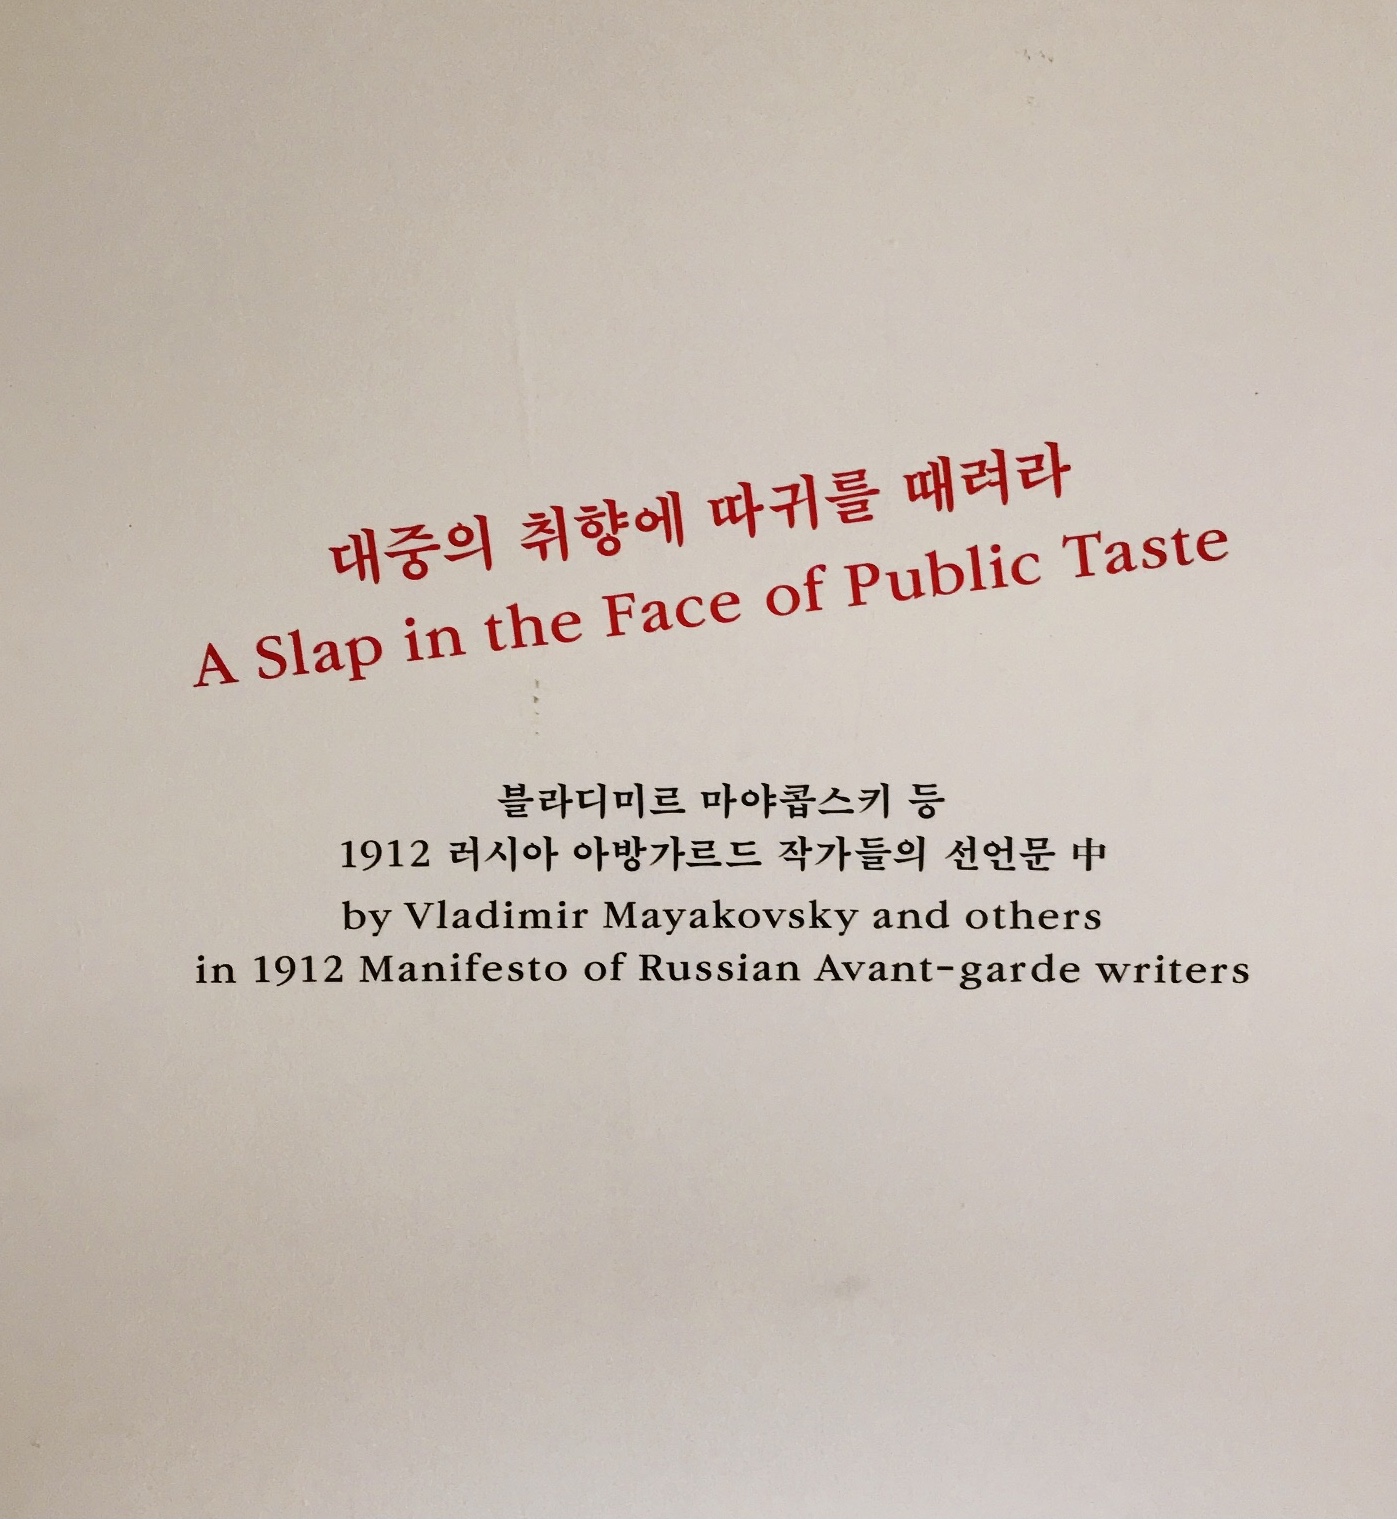 대중의 취향에 따귀를 때려라
A Slap in the Face of Public Taste
블라디미르 마야콥스키 등
1912 러시아 아방가르드 작가들의 선언문 中
by Vladimir Mayakovsky and others
in 1912 Manifesto of Russian Avant-garde writers